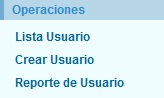 Operaciones
Lista Usuario
Crear Usuario
Reporte de Usuario